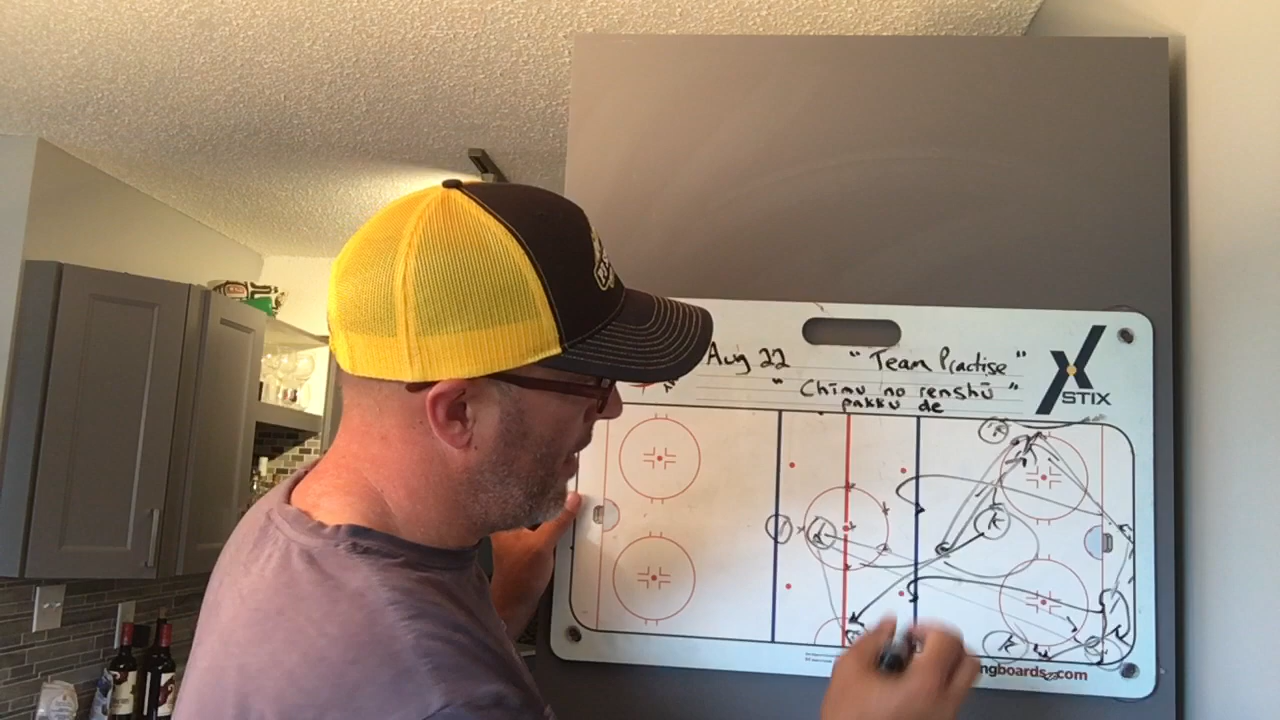 Aug 22 "Team Practise"
"Chīmu no renshū"
pakku de
STIX
ngboards.com
K
K
K